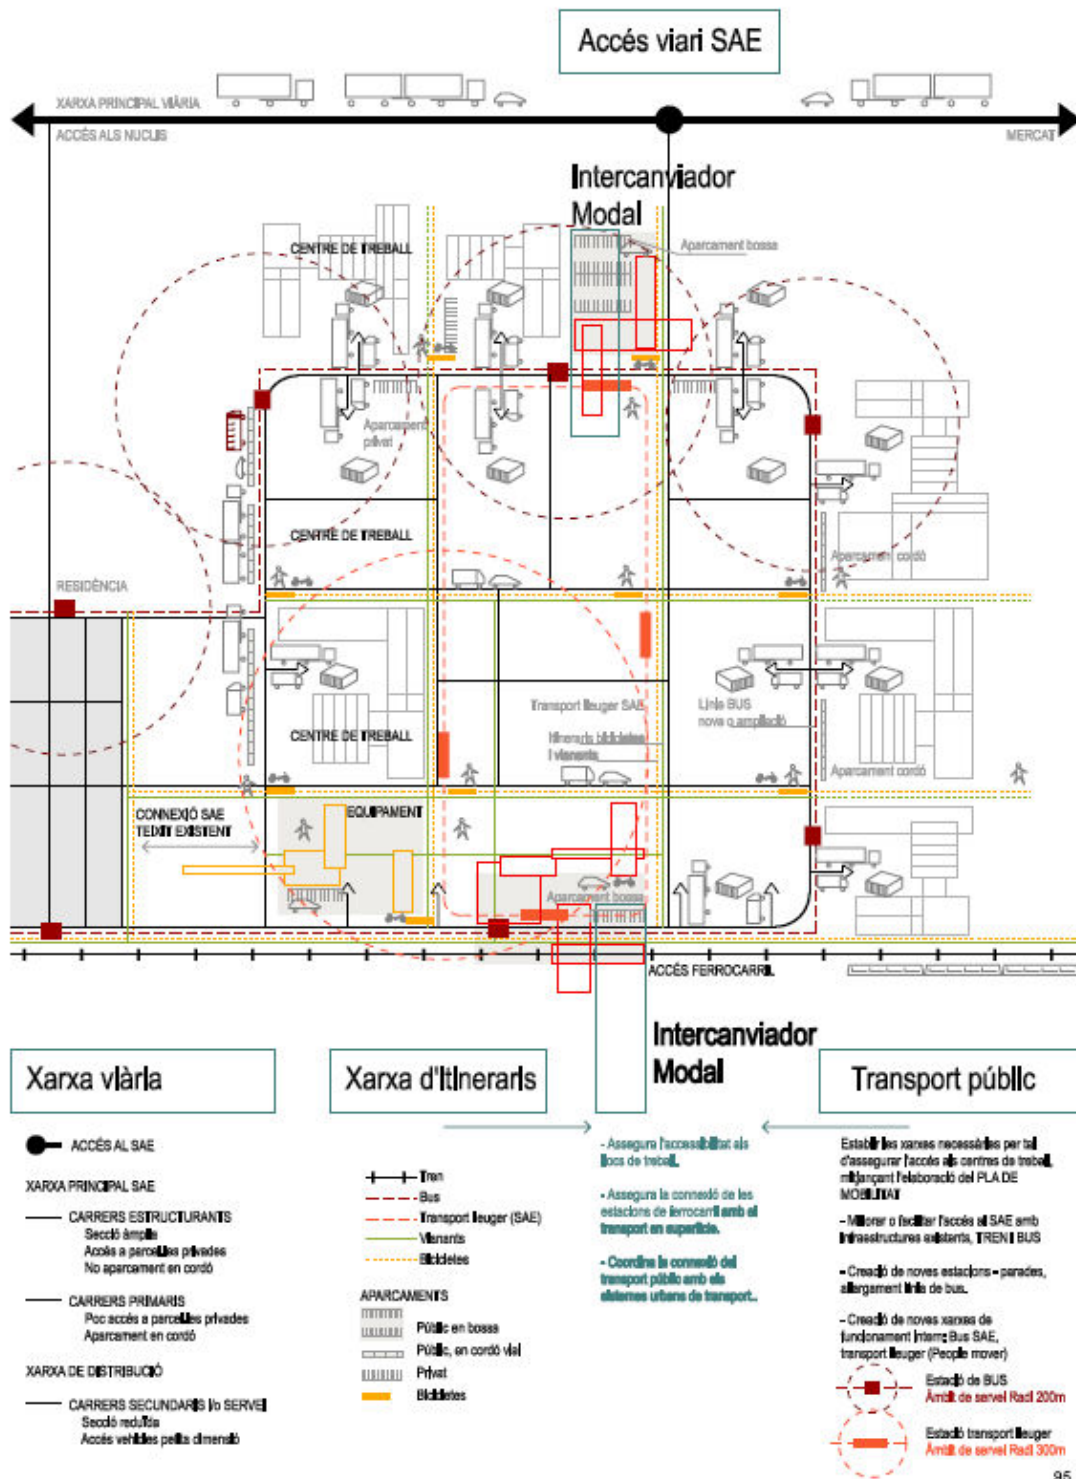 Accés viari SAE
XARXA PRINCIPAL VIÀRIA
ACCÉS ALS NUCLIS
MERCAT
Intercanviador
Modal
Aparcament bossa
CENTRE DE TREBALL
Aparcament
privat
CENTRE DE TREBALL
Aparcament cordó
RESIDÈNCIA
Transport lleuger SAE
Línia BUS
nova o ampliació
Itineraris bicicletes
i vianants
CENTRE DE TREBALL
Aparcament cordó
CONNEXIÓ SAE
TEIXIT EXISTENT
EQUIPAMENT
Aparcament bossa
ACCÉS FERROCARRIL
Intercanviador
Modal
Xarxa viària
ACCÉS AL SAE
XARXA PRINCIPAL SAE
CARRERS ESTRUCTURANTS
Secció àmplia
Accés a parcel·les privades
No aparcament en cordó
CARRERS PRIMARIS
Poc accés a parcel·les privades
Aparcament en cordó
XARXA DE DISTRIBUCIÓ
CARRERS SECUNDARIS i/o SERVEI
Secció reduïda
Accés vehicles petita dimensió
Xarxa d'Itineraris
Tren
Bus
Transport lleuger (SAE)
Vianants
Bicicletes
APARCAMENTS
Públic en bossa
Públic, en cordó vial
Privat
Bicicletes
- Assegura l'accessibilitat als
llocs de treball.
- Assegura la connexió de les
estacions de ferrocarril amb el
transport en superfície.
- Coordina la connexió del
transport públic amb els
sistemes urbans de transport..
Transport públic
Establir les xarxes necessàries per tal
d'assegurar l'accés als centres de treball,
mitjançant l'elaboració del PLA DE
MOBILITAT
- Millorar o facilitar l'accés al SAE amb
infraestructures existents, TREN I BUS
- Creació de noves estacions - parades,
allargament línia de bus.
- Creació de noves xarxes de
funcionament intern: Bus SAE,
transport lleuger (People mover)
Estació de BUS
Àmbit de servei Radi 200m
Estació transport lleuger
Àmbit de servei Radi 300m
95